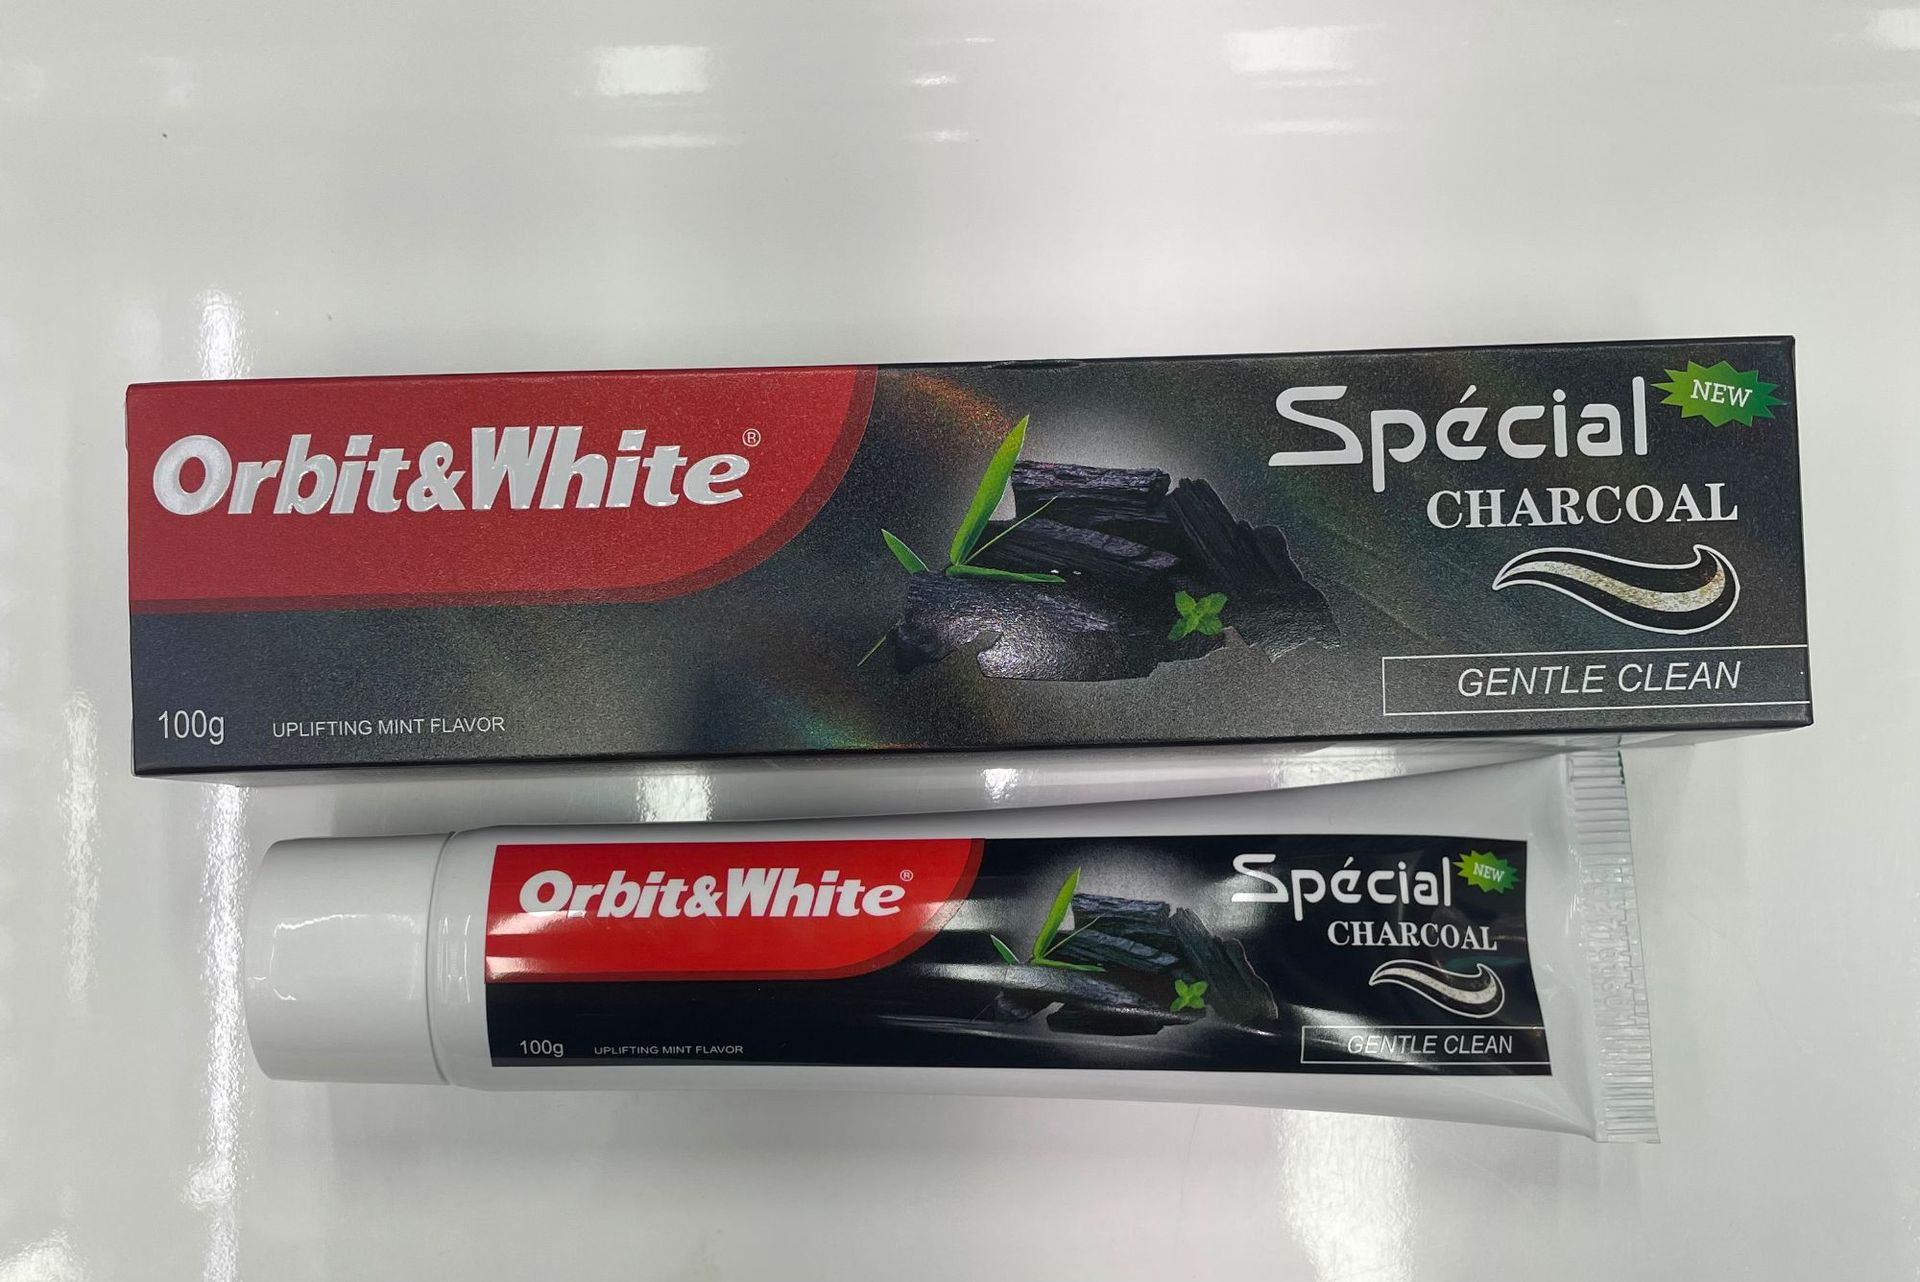 Orbit&White®
Spécial
NEW
CHARCOAL
GENTLE CLEAN
100g
UPLIFTING MINT FLAVOR
Orbit&White®
Spécial
NEW
CHARCOAL
GENTLE CLEAN
100g
UPLIFTING MINT FLAVOR